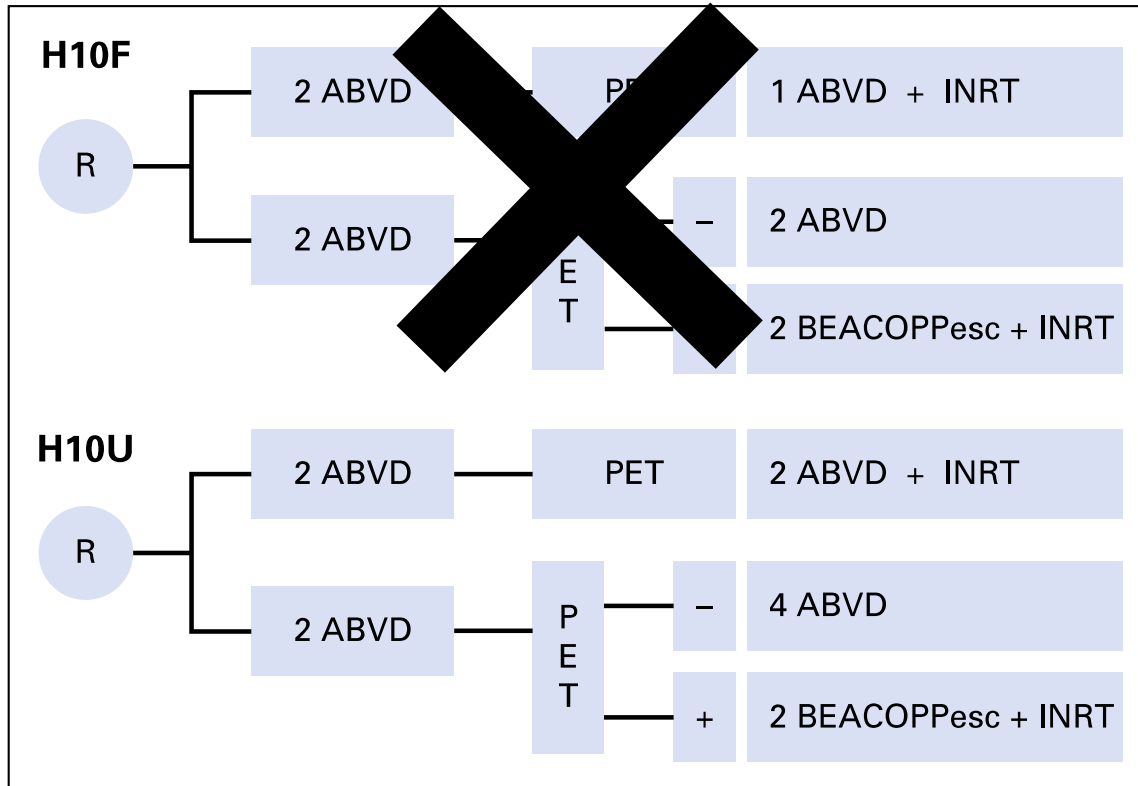 H10F
2 ABVD
1 ABVD + INRT
R
2 ABVD
–
2 ABVD
E
T
2 BEACOPPesc + INRT
H10U
2 ABVD
PET
2 ABVD + INRT
R
2 ABVD
P
E
T
–
4 ABVD
+
2 BEACOPPesc + INRT